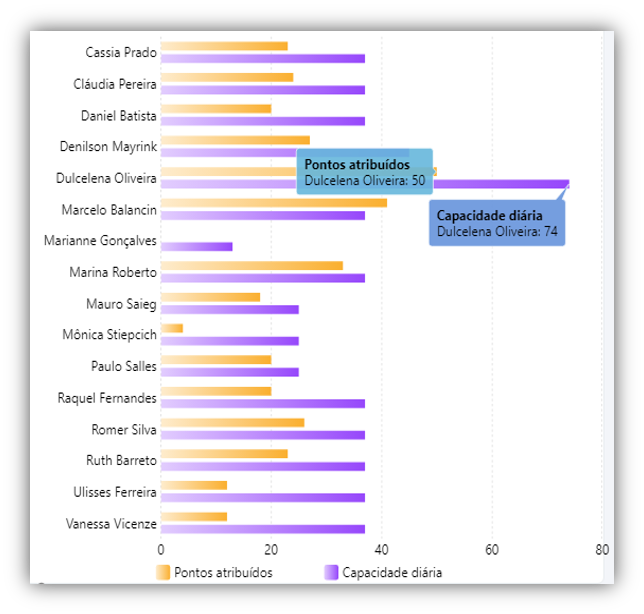 Cassia Prado
Cláudia Pereira
Daniel Batista
Denilson Mayrink
Pontos atribuídos
Dulcelena Oliveira: 50
Dulcelena Oliveira
Marcelo Balancin
Capacidade diária
Dulcelena Oliveira: 74
Marianne Gonçalves
Marina Roberto
Mauro Saieg
Mônica Stiepcich
Paulo Salles
Raquel Fernandes
Romer Silva
Ruth Barreto
Ulisses Ferreira
Vanessa Vicenze
0 20 40 60 80
Pontos atribuídos Capacidade diária